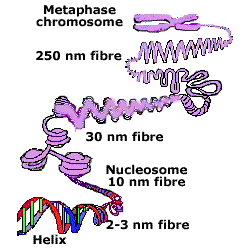 Metaphase
chromosome
250 nm fibre
30 nm fibre
Nucleosome
10 nm fibre
2-3 nm fibre
Helix